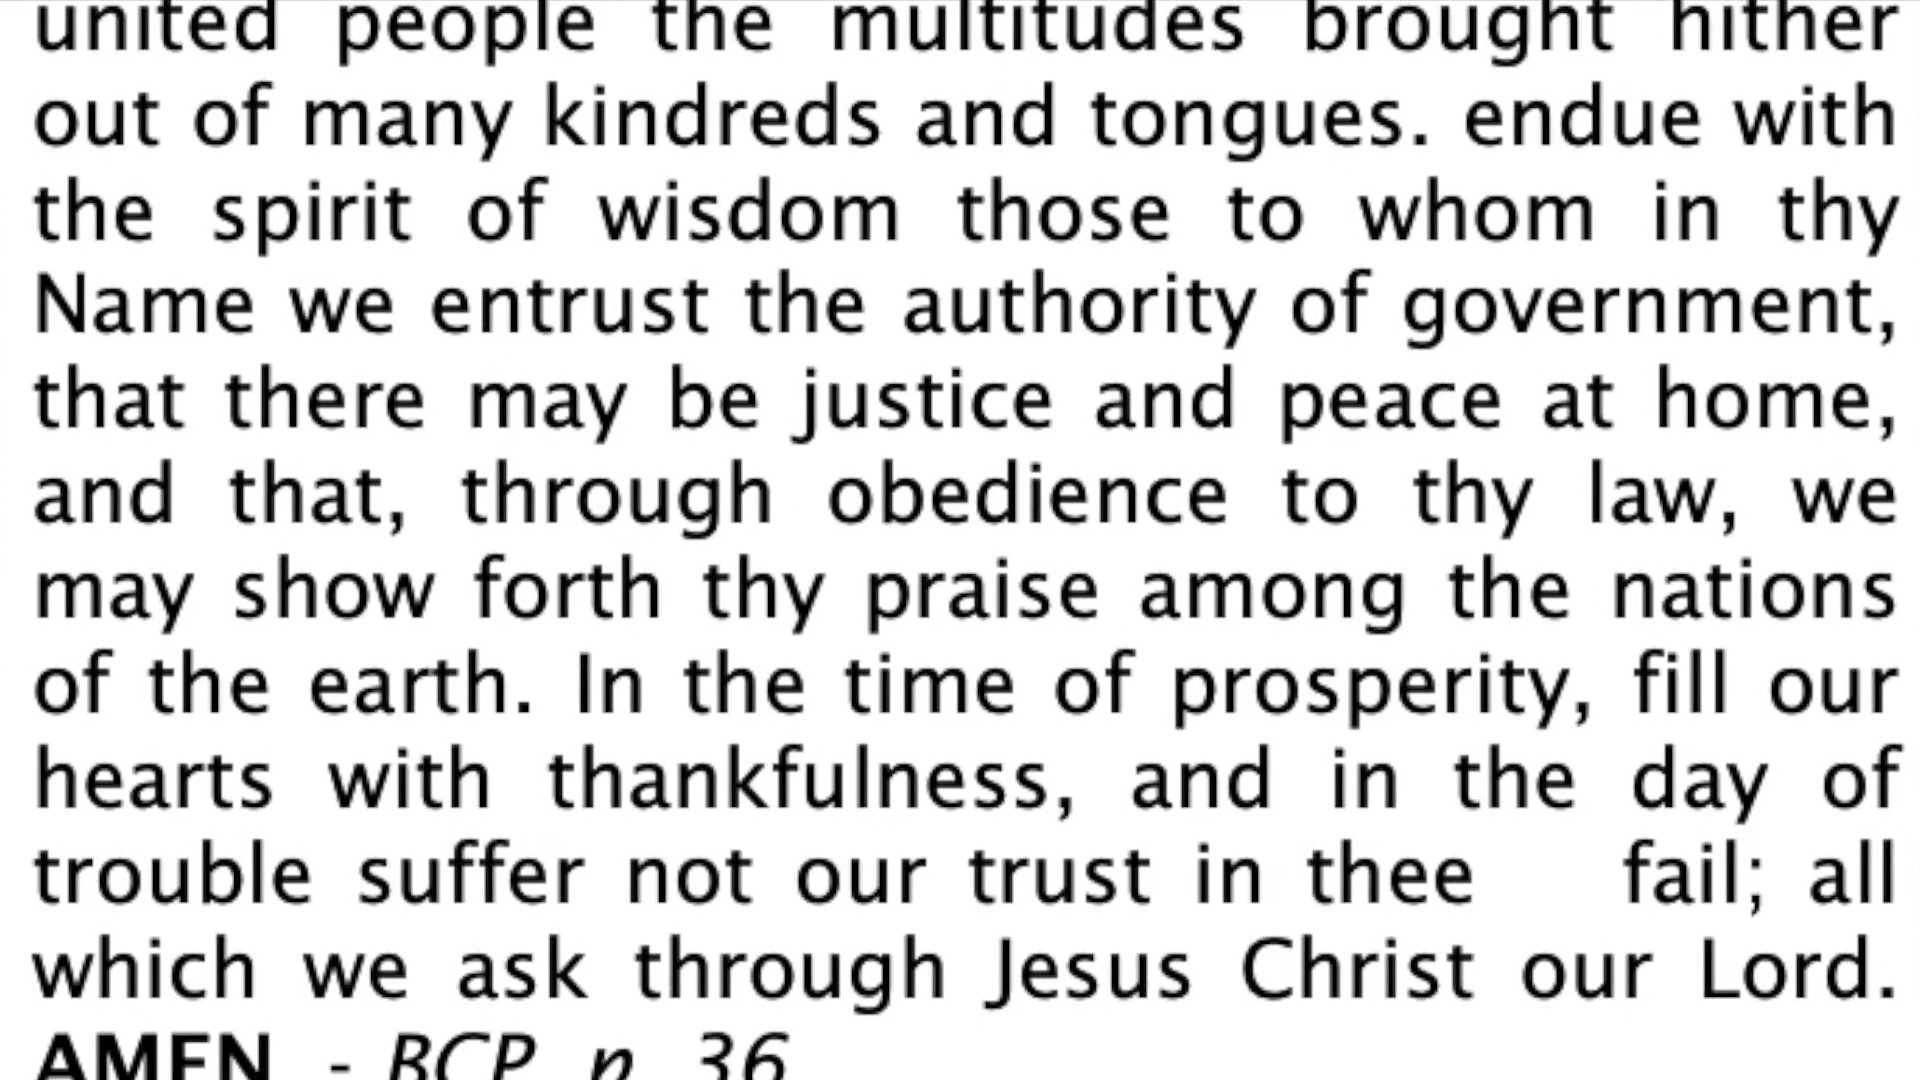 united people the multitudes brought hither
out of many kindreds and tongues. endue with
the spirit of wisdom those to whom in thy
Name we entrust the authority of government,
that there may be justice and peace at home,
and that, through obedience to thy law, we
may show forth thy praise among the nations
of the earth. In the time of prosperity, fill our
hearts with thankfulness, and in the day of
trouble suffer not our trust in thee fail; all
which we ask through Jesus Christ our Lord.
AMEN - BCP p 36